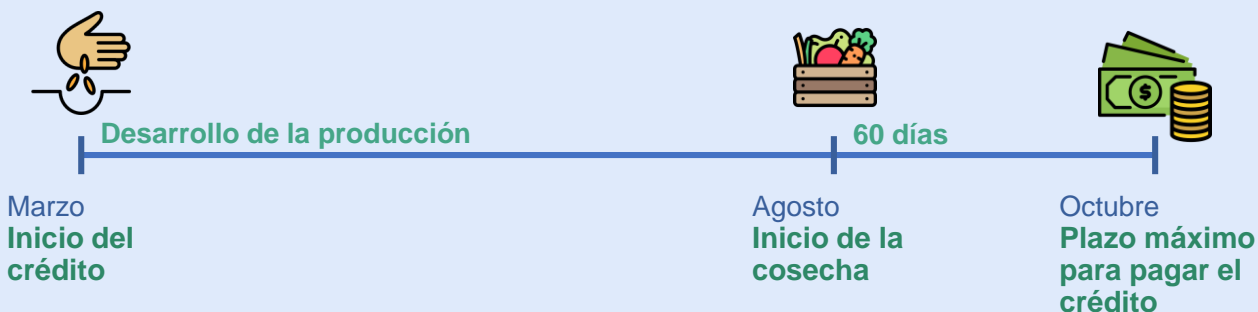 Desarrollo de la producción
60 días
Marzo
Inicio del
crédito
Agosto
Inicio de la
cosecha
Octubre
Plazo máximo
para pagar el
crédito
$